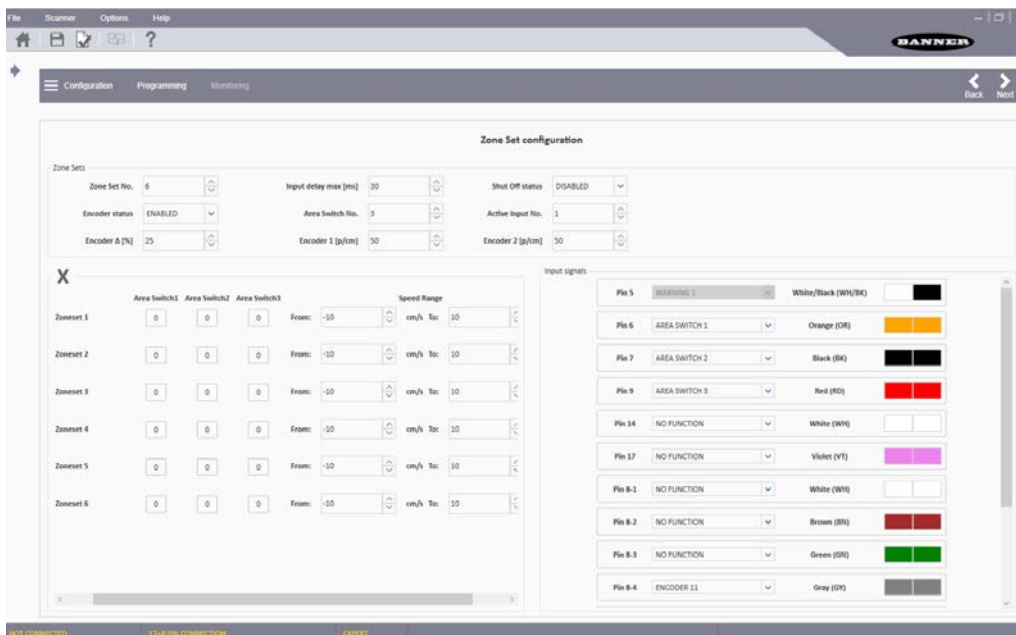 File Scanner Options Help
BANNER
Configuration Programming Monitoring
Back Next
Zone Set configuration
Zone Sets
Zone Set No. 6 Input delay max [ms] 30 Shut Off status DISABLED
Encoder status ENABLED Area Switch No. 3 Active Input No. 1
Encoder Δ [%] 25 Encoder 1 [p/cm] 50 Encoder 2 [p/cm] 50
X
Area Switch1 Area Switch2 Area Switch3 Speed Range
Zoneset 1 0 0 0 From: -10 cm/s To: 10
Zoneset 2 0 0 0 From: -10 cm/s To: 10
Zoneset 3 0 0 0 From: -10 cm/s To: 10
Zoneset 4 0 0 0 From: -10 cm/s To: 10
Zoneset 5 0 0 0 From: -10 cm/s To: 10
Zoneset 6 0 0 0 From: -10 cm/s To: 10
Input signals
Pin 5 WARNING 1 White/Black (WH/BK)
Pin 6 AREA SWITCH 1 Orange (OR)
Pin 7 AREA SWITCH 2 Black (BK)
Pin 9 AREA SWITCH 3 Red (RD)
Pin 14 NO FUNCTION White (WH)
Pin 17 NO FUNCTION Violet (VT)
Pin 8-1 NO FUNCTION White (WH)
Pin 8-2 NO FUNCTION Brown (BN)
Pin 8-3 NO FUNCTION Green (GN)
Pin 8-4 ENCODER 11 Gray (GY)
NOT CONNECTED 17+8 PIN CONNECTION EXPERT